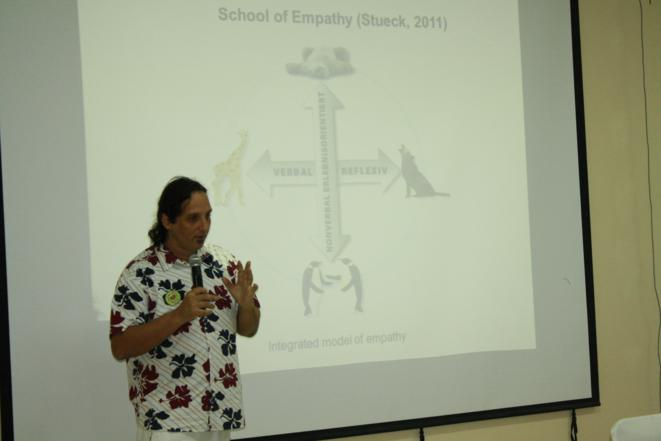 School of Empathy (Stueck, 2011)
VERBAL
REFLEXIV
NONVERBAL ERLEBNISORIENTIERT
Integrated model of empathy